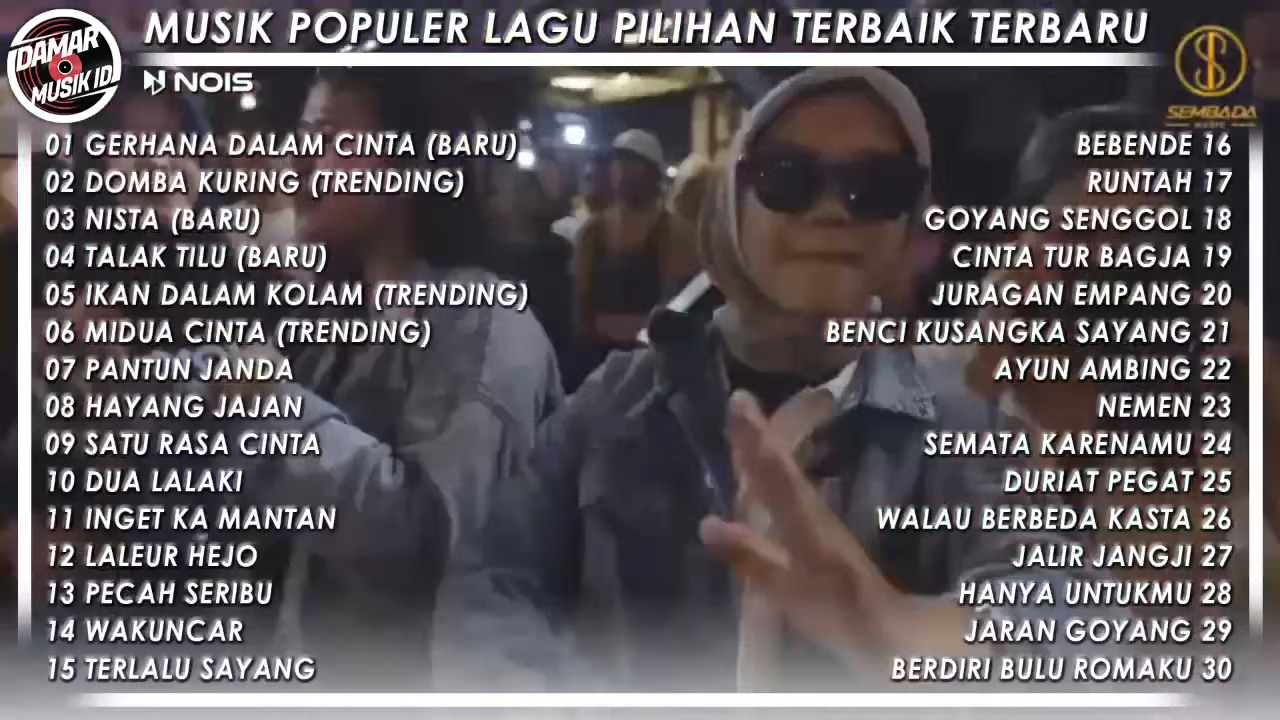 MUSIK POPULER LAGU PILIHAN TERBAIK TERBARU
DAMAR
MUSIK ID
NOIS
SEMBADA
MUSIC
01 GERHANA DALAM CINTA (BARU)
02 DOMBA KURING (TRENDING)
03 NISTA (BARU)
04 TALAK TILU (BARU)
05 IKAN DALAM KOLAM (TRENDING)
06 MIDUA CINTA (TRENDING)
07 PANTUN JANDA
08 HAYANG JAJAN
09 SATU RASA CINTA
10 DUA LALAKI
11 INGET KA MANTAN
12 LALEUR HEJO
13 PECAH SERIBU
14 WAKUNCAR
15 TERLALU SAYANG
BEBENDE 16
RUNTAH 17
GOYANG SENGGOL 18
CINTA TUR BAGJA 19
JURAGAN EMPANG 20
BENCI KUSANGKA SAYANG 21
AYUN AMBING 22
NEMEN 23
SEMATA KARENAMU 24
DURIAT PEGAT 25
WALAU BERBEDA KASTA 26
JALIR JANGJI 27
HANYA UNTUKMU 28
JARAN GOYANG 29
BERDIRI BULU ROMAKU 30